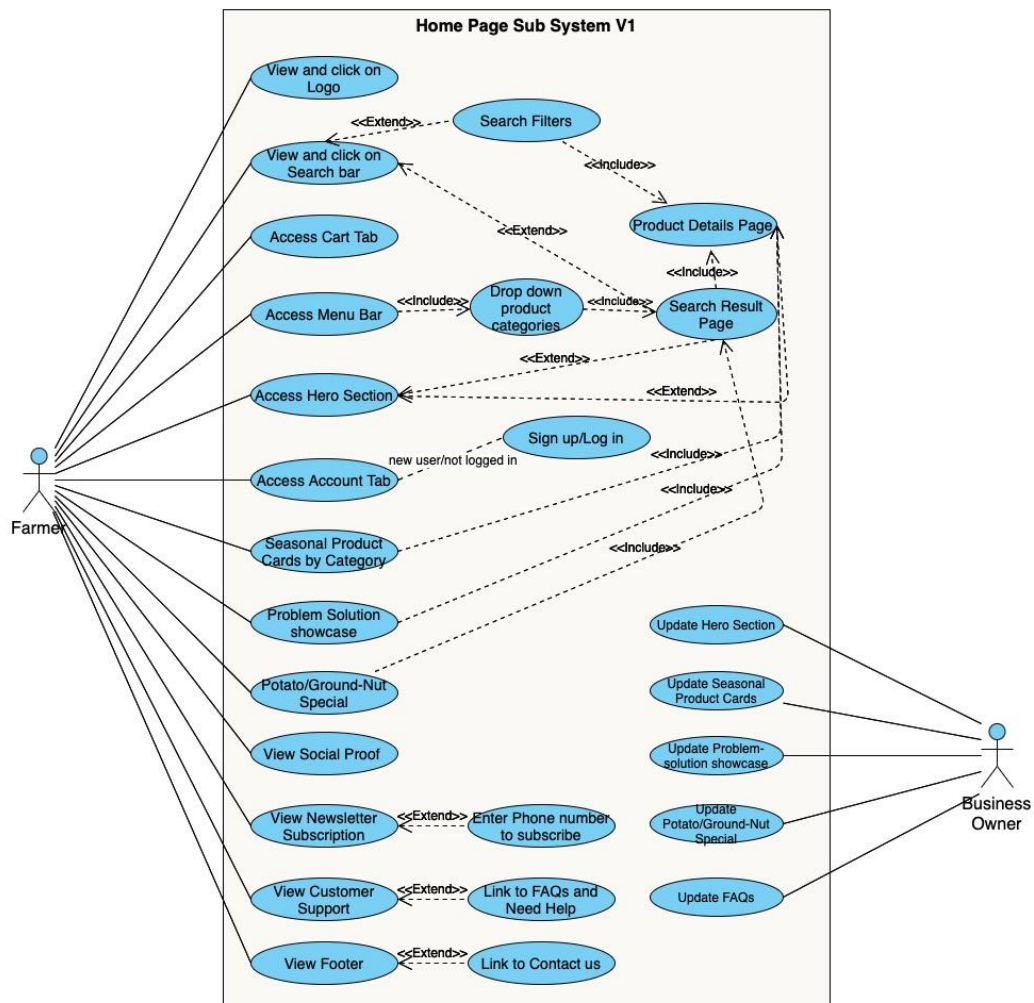 Home Page Sub System V1
View and click on
Logo
<<Extend>>
Search Filters
View and click on
Search bar
<<Include>>
Product Details Page
Access Cart Tab
<<Extend>>
<<Include>>
Access Menu Bar
<<Include>>
Drop down
product
categories
<<Include>>
Search Result
Page
<<Extend>>
Access Hero Section
<<Extend>>
Sign up/Log in
new user/not logged in
Access Account Tab
<<Include>>
<<Include>>
Farmer
Seasonal Product
Cards by Category
<<Include>>
Problem Solution
showcase
Update Hero Section
Potato/Ground-Nut
Special
Update Seasonal
Product Cards
View Social Proof
Update Problem-
solution showcase
Business
Owner
View Newsletter
Subscription
<<Extend>>
Enter Phone number
to subscribe
Update
Potato/Ground-Nut
Special
View Customer
Support
<<Extend>>
Link to FAQs and
Need Help
Update FAQs
View Footer
<<Extend>>
Link to Contact us